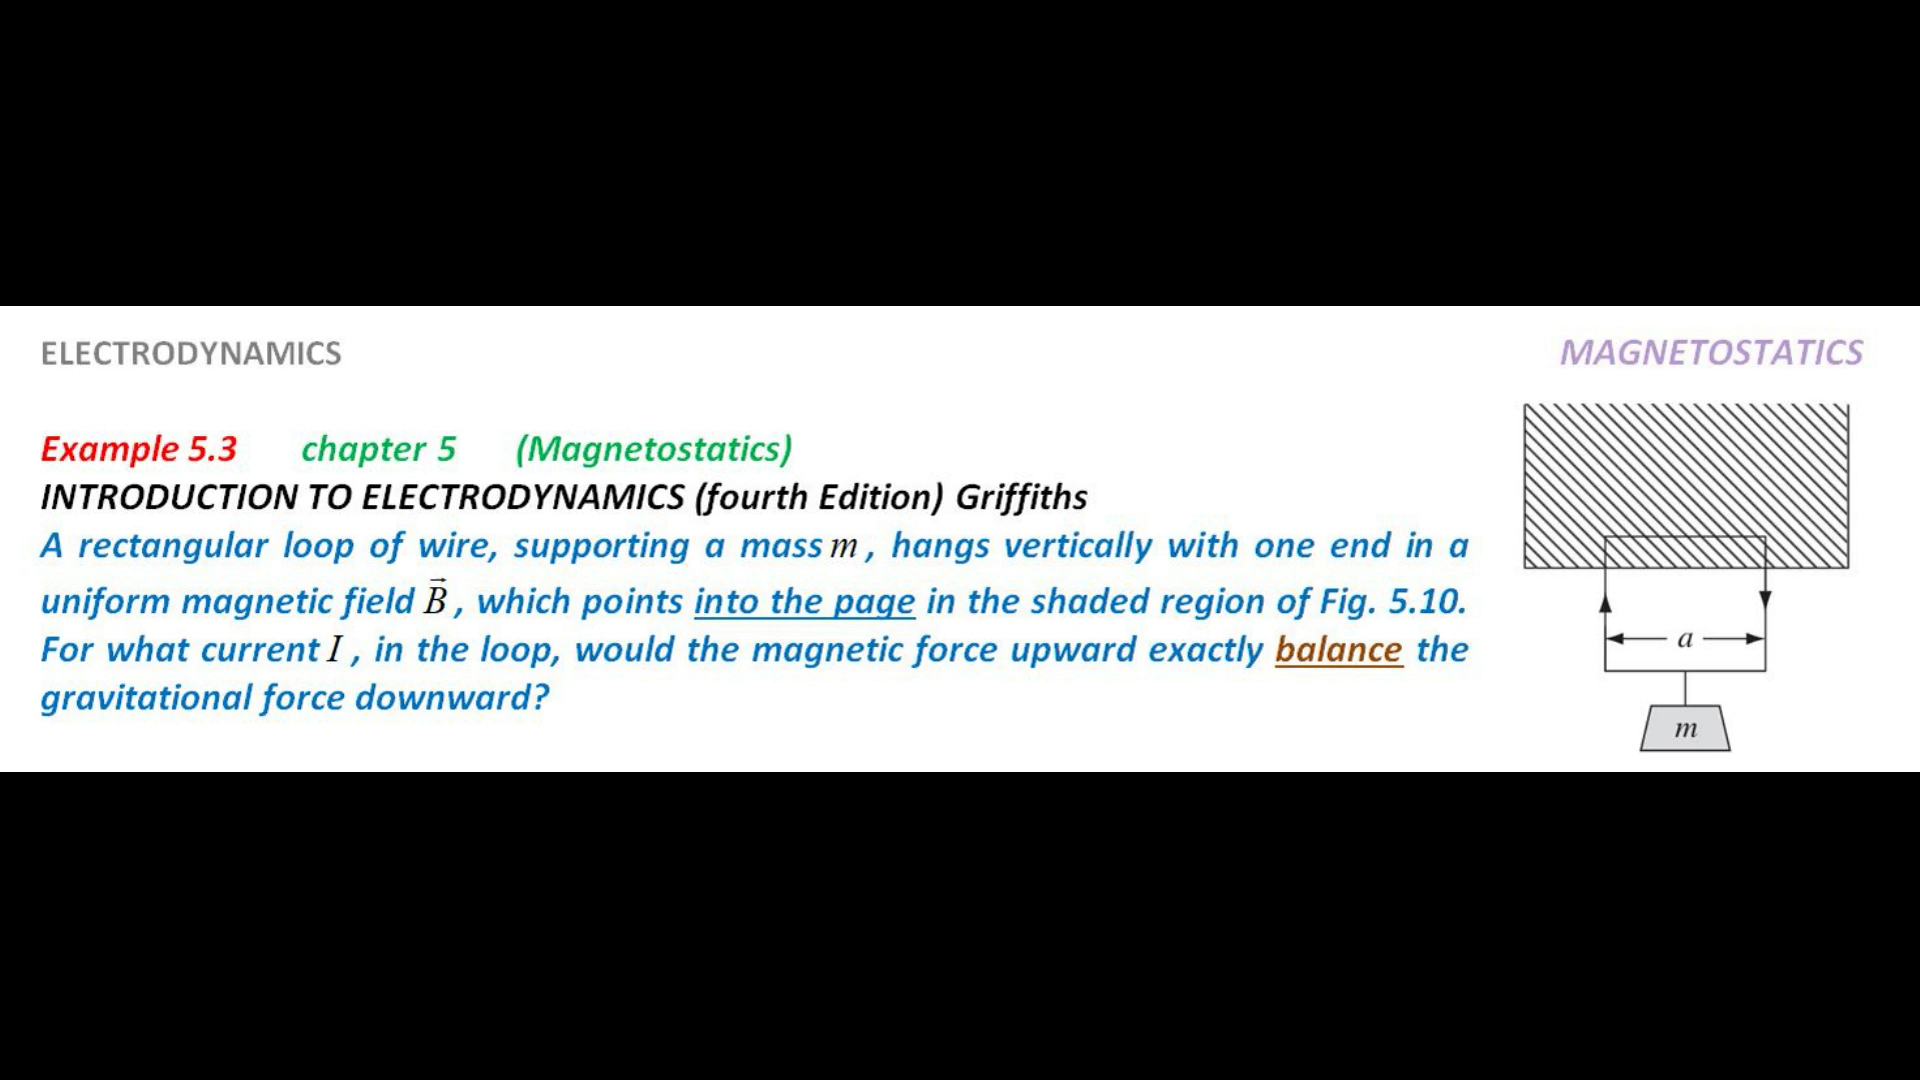 ELECTRODYNAMICS
MAGNETOSTATICS
Example 5.3 chapter 5 (Magnetostatics)
INTRODUCTION TO ELECTRODYNAMICS (fourth Edition) Griffiths
A rectangular loop of wire, supporting a mass m, hangs vertically with one end in a
uniform magnetic field \vec{B}, which points into the page in the shaded region of Fig. 5.10.
For what current I, in the loop, would the magnetic force upward exactly balance the
gravitational force downward?
a
m